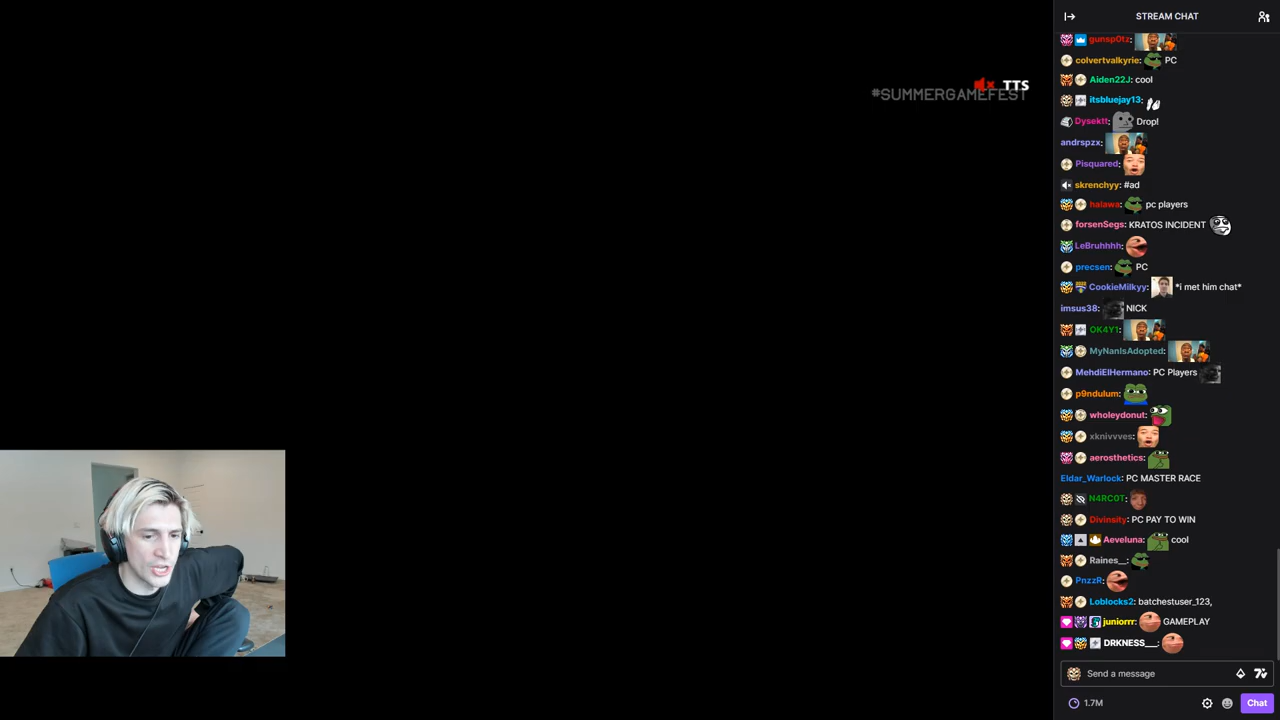 STREAM CHAT
TTS
#SUMMERGAMEFEST
gunsp0tz:
colvertvalkyrie: PC
Aiden22J: cool
itsbluejay13:
Dysektt: Drop!
andrspzx:
Pisquared:
skrenchyy: #ad
halawa: pc players
forsenSegs: KRATOS INCIDENT
LeBruhhhh:
precsen: PC
CookieMilkyy: *i met him chat*
imsus38: NICK
OK4Y1:
MyNanIsAdopted:
MehdiElHermano: PC Players
p9ndulum:
wholeydonut:
xknivvves:
aerosthetics:
Eldar_Warlock: PC MASTER RACE
N4RC0T:
Divinsity: PC PAY TO WIN
Aeveluna: cool
Raines__:
PnzzR:
Loblocks2: batchestuser_123,
juniorrr: GAMEPLAY
DRKNESS___:
Send a message
1.7M
Chat